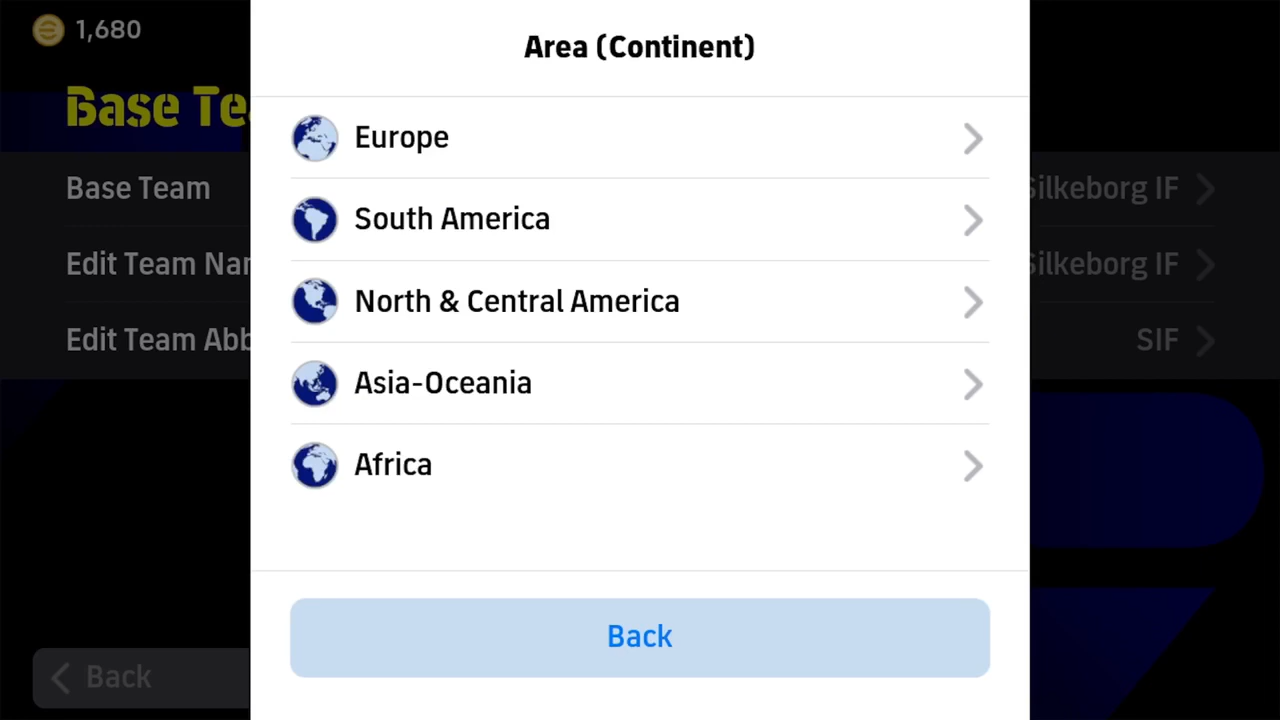 1,680
Area (Continent)
Base Te
Europe
Base Team
Silkeborg IF
South America
Edit Team Nar
Silkeborg IF
North & Central America
Edit Team Abb
SIF
Asia-Oceania
Africa
Back
Back